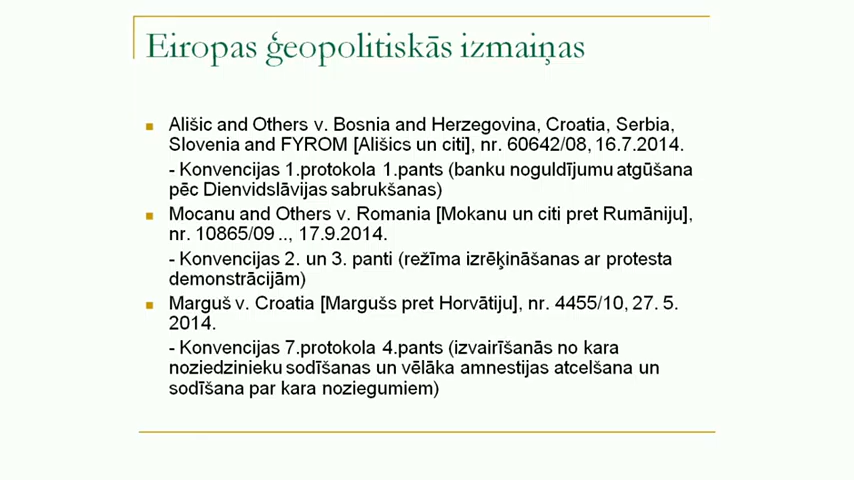 Eiropas ģeopolitiskās izmaiņas
Ališic and Others v. Bosnia and Herzegovina, Croatia, Serbia,
Slovenia and FYROM [Ališics un citi], nr. 60642/08, 16.7.2014.
- Konvencijas 1.protokola 1.pants (banku noguldījumu atgūšana
pēc Dienvidslāvijas sabrukšanas)
Mocanu and Others v. Romania [Mokanu un citi pret Rumāniju],
nr. 10865/09 .., 17.9.2014.
- Konvencijas 2. un 3. panti (režīma izrēķināšanas ar protesta
demonstrācijām)
Marguš v. Croatia [Margušs pret Horvātiju], nr. 4455/10, 27. 5.
2014.
- Konvencijas 7.protokola 4.pants (izvairīšanās no kara
noziedzinieku sodīšanas un vēlāka amnestijas atcelšana un
sodīšana par kara noziegumiem)